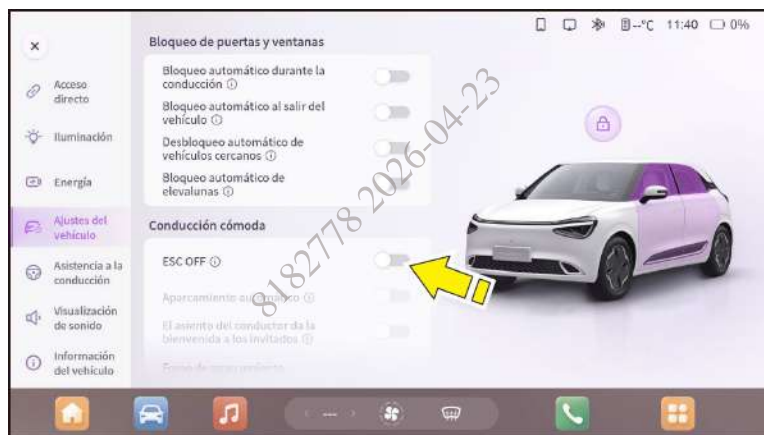 --°C 11:40 0%
Bloqueo de puertas y ventanas
Acceso
directo
Iluminación
Energía
Ajustes del
vehículo
Asistencia a la
conducción
Visualización
de sonido
Información
del vehículo
Bloqueo automático durante la
conducción
Bloqueo automático al salir del
vehículo
Desbloqueo automático de
vehículos cercanos
Bloqueo automático de
elevalunas
Conducción cómoda
ESC OFF
Aparcamiento automático
El asiento del conductor da la
bienvenida a los invitados
---
8182778 2026-04-23